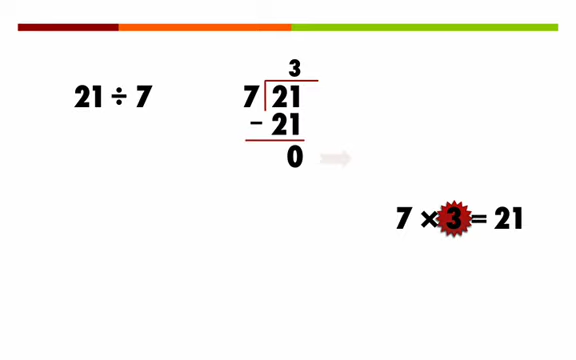 21 ÷ 7
3
7 21
− 21
0
7 × 3 = 21